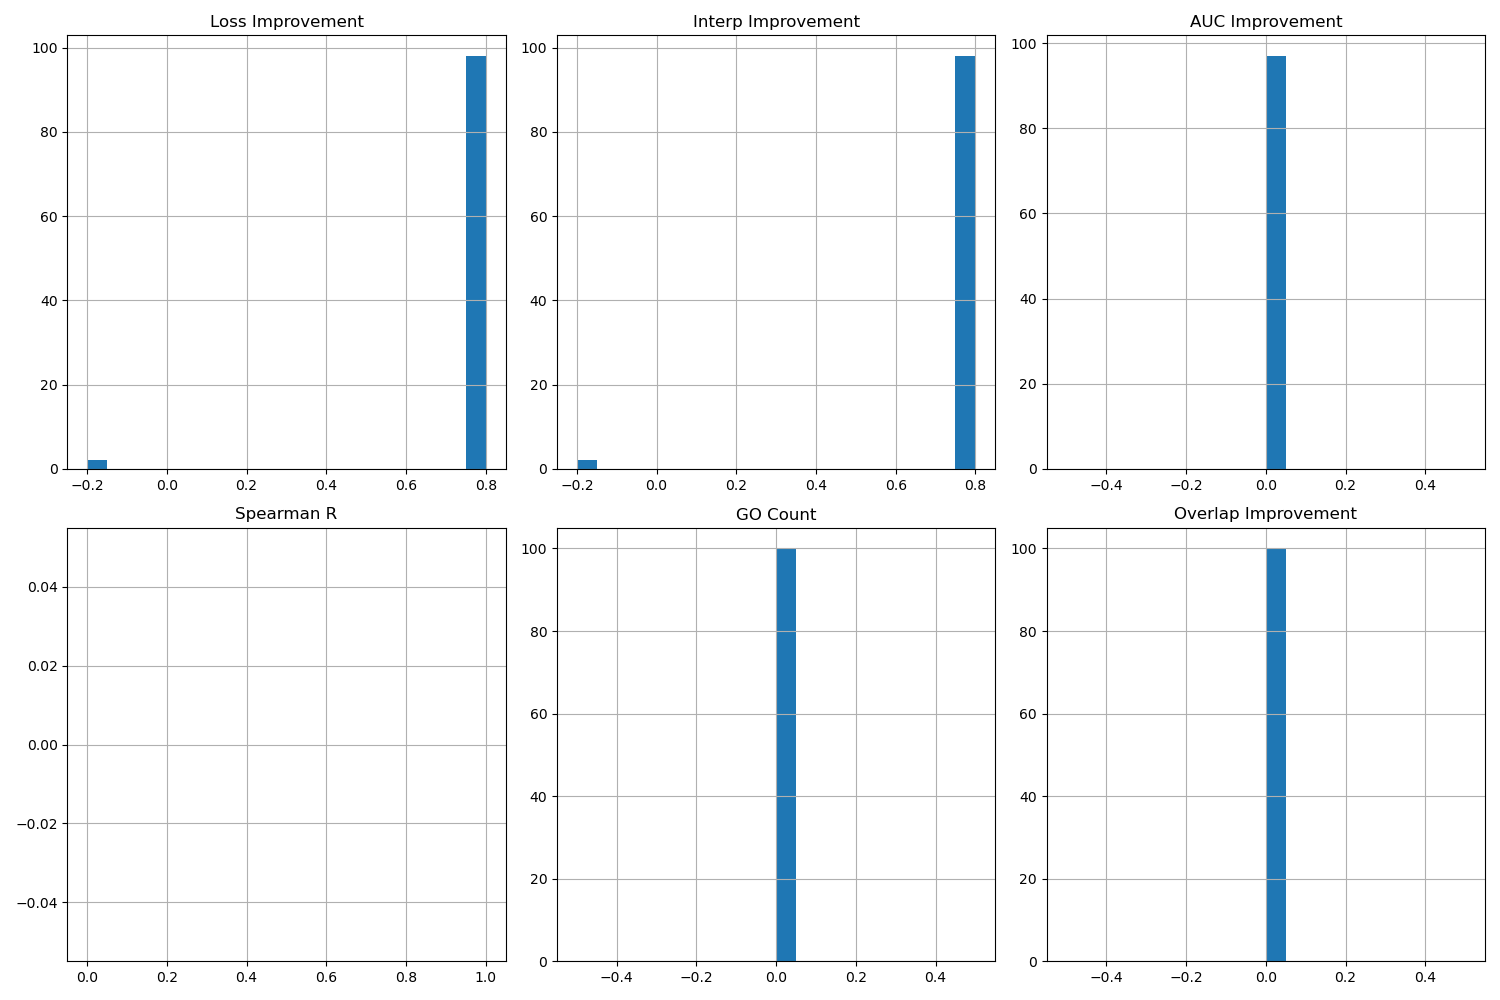 Loss Improvement
100
80
60
40
20
0
−0.2 0.0 0.2 0.4 0.6 0.8
Interp Improvement
100
80
60
40
20
0
−0.2 0.0 0.2 0.4 0.6 0.8
AUC Improvement
100
80
60
40
20
0
−0.4 −0.2 0.0 0.2 0.4
Spearman R
0.04
0.02
0.00
−0.02
−0.04
0.0 0.2 0.4 0.6 0.8 1.0
GO Count
100
80
60
40
20
0
−0.4 −0.2 0.0 0.2 0.4
Overlap Improvement
100
80
60
40
20
0
−0.4 −0.2 0.0 0.2 0.4